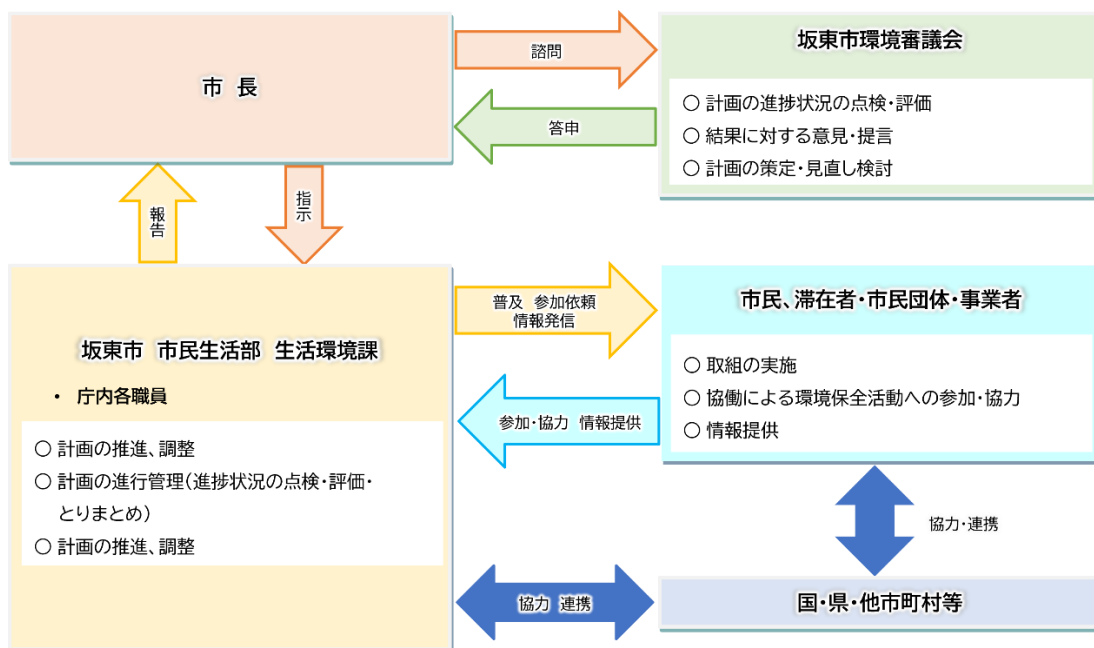 市 長
諮問
答申
坂東市環境審議会
○ 計画の進捗状況の点検・評価
○ 結果に対する意見・提言
○ 計画の策定・見直し検討
報告
指示
坂東市 市民生活部 生活環境課
・ 庁内各職員
○ 計画の推進、調整
○ 計画の進行管理(進捗状況の点検・評価・
とりまとめ)
○ 計画の推進、調整
普及 参加依頼
情報発信
参加・協力 情報提供
市民、滞在者・市民団体・事業者
○ 取組の実施
○ 協働による環境保全活動への参加・協力
○ 情報提供
協力・連携
協力 連携
国・県・他市町村等